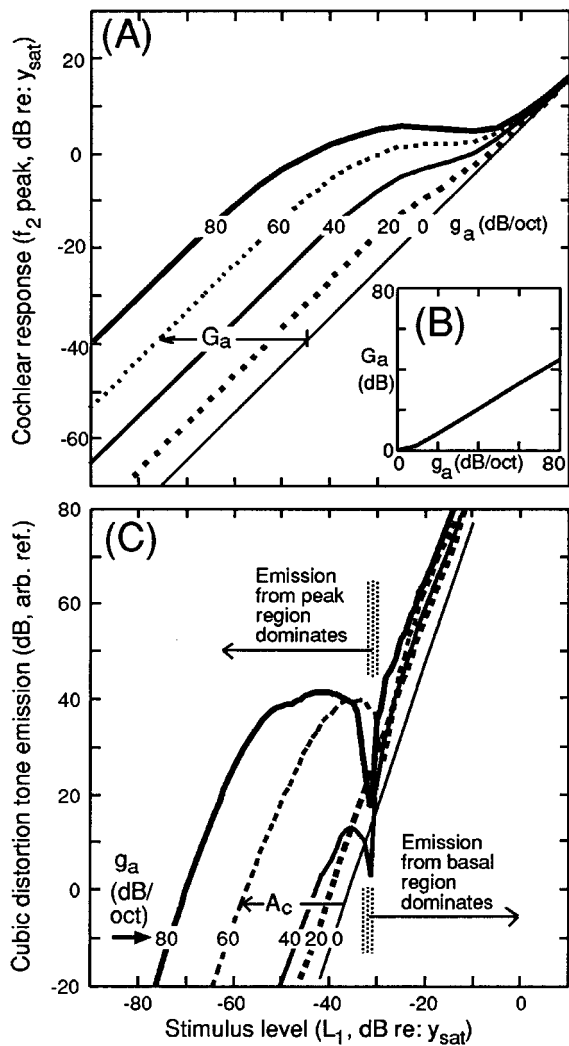 (A)
20
0
-20
-40
-60
Cochlear response (f2 peak, dB re: ysat)
80 60 40 20 0 ga (dB/oct)
Ga
(B)
80
Ga
(dB)
0
0 ga (dB/oct) 80
(C)
80
60
40
20
0
-20
Cubic distortion tone emission (dB, arb. ref.)
Emission
from peak
region
dominates
Emission
from basal
region
dominates
Ac
ga
(dB/
oct)
80 60 40 20 0
-80 -60 -40 -20 0
Stimulus level (L1, dB re: ysat)